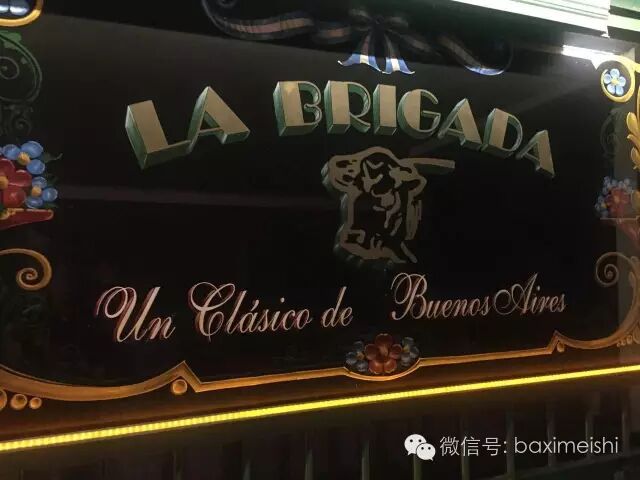 LA BRIGADA
Un Clásico de Buenos Aires
微信号: baximeishi